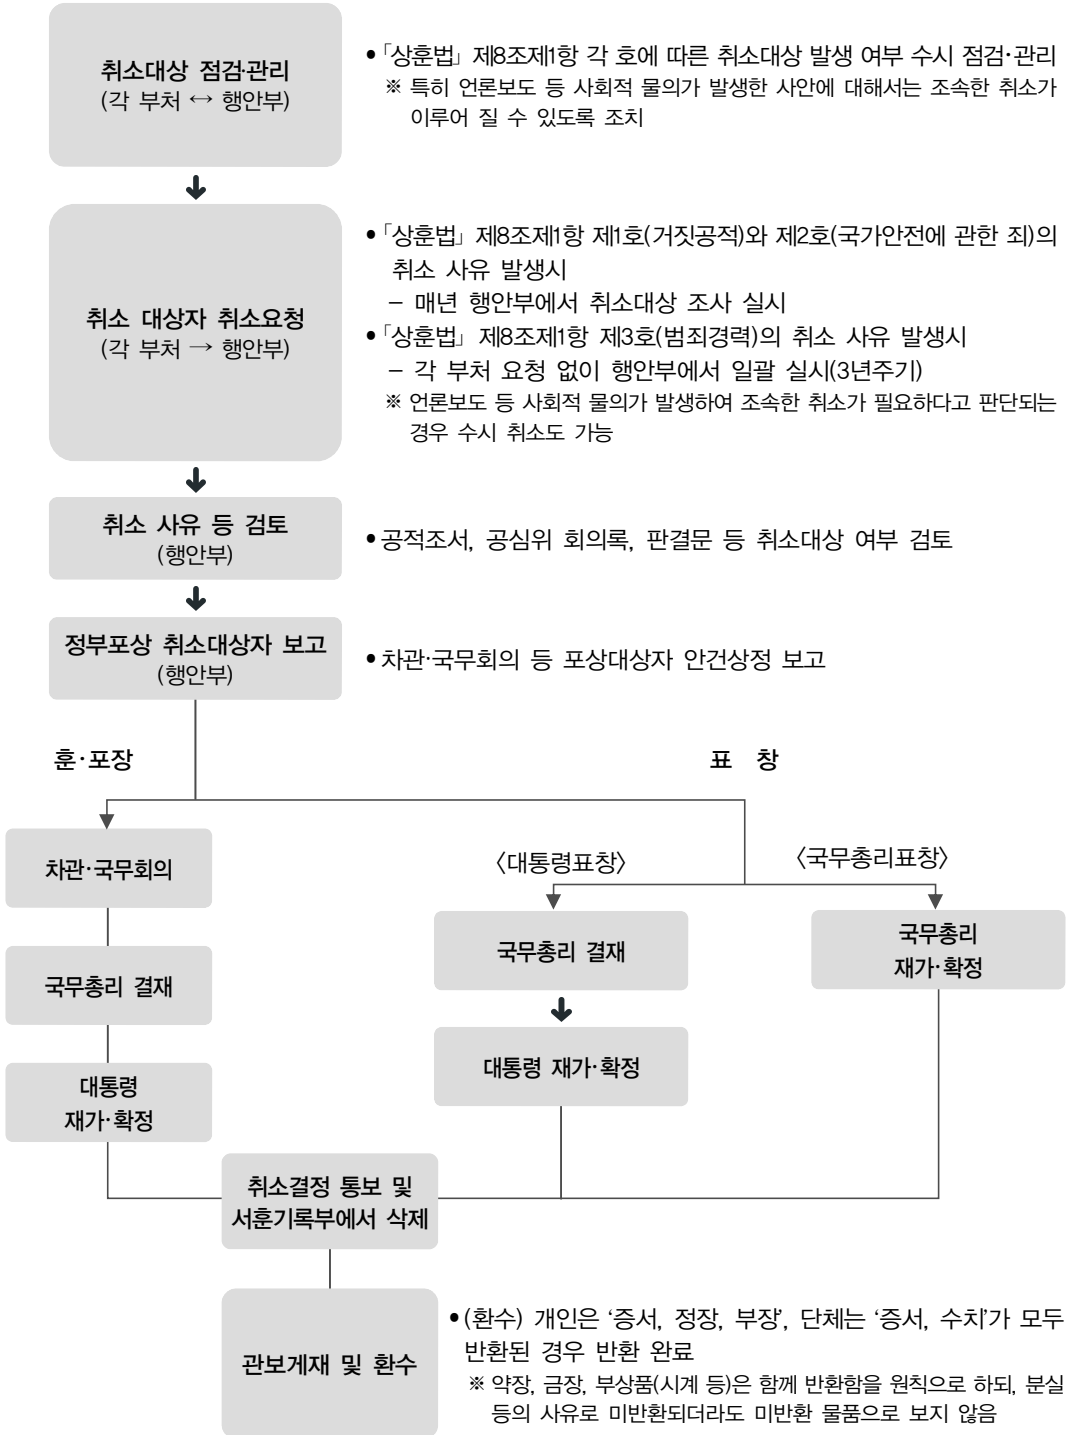 취소대상 점검·관리
(각 부처 ↔ 행안부)
•「상훈법」 제8조제1항 각 호에 따른 취소대상 발생 여부 수시 점검·관리
※ 특히 언론보도 등 사회적 물의가 발생한 사안에 대해서는 조속한 취소가
이루어 질 수 있도록 조치
취소 대상자 취소요청
(각 부처 → 행안부)
•「상훈법」 제8조제1항 제1호(거짓공적)와 제2호(국가안전에 관한 죄)의
취소 사유 발생시
– 매년 행안부에서 취소대상 조사 실시
•「상훈법」 제8조제1항 제3호(범죄경력)의 취소 사유 발생시
– 각 부처 요청 없이 행안부에서 일괄 실시(3년주기)
※ 언론보도 등 사회적 물의가 발생하여 조속한 취소가 필요하다고 판단되는
경우 수시 취소도 가능
취소 사유 등 검토
(행안부)
• 공적조서, 공심위 회의록, 판결문 등 취소대상 여부 검토
정부포상 취소대상자 보고
(행안부)
• 차관·국무회의 등 포상대상자 안건상정 보고
훈·포장
표 창
차관·국무회의
국무총리 결재
대통령
재가·확정
〈대통령표창〉
국무총리 결재
대통령 재가·확정
〈국무총리표창〉
국무총리
재가·확정
취소결정 통보 및
서훈기록부에서 삭제
관보게재 및 환수
• (환수) 개인은 ‘증서, 정장, 부장’, 단체는 ‘증서, 수치’가 모두
반환된 경우 반환 완료
※ 약장, 금장, 부상품(시계 등)은 함께 반환함을 원칙으로 하되, 분실
등의 사유로 미반환되더라도 미반환 물품으로 보지 않음